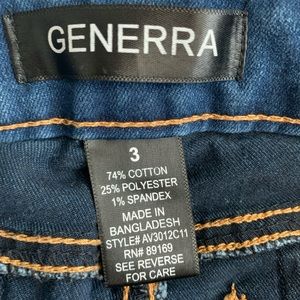 GENERRA
3
74% COTTON
25% POLYESTER
1% SPANDEX
MADE IN
BANGLADESH
STYLE# AV3012C11
RN# 89169
SEE REVERSE
FOR CARE